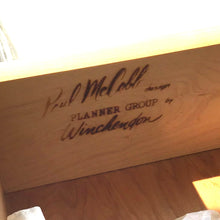 Paul McCobb design
PLANNER GROUP by
Winchendon